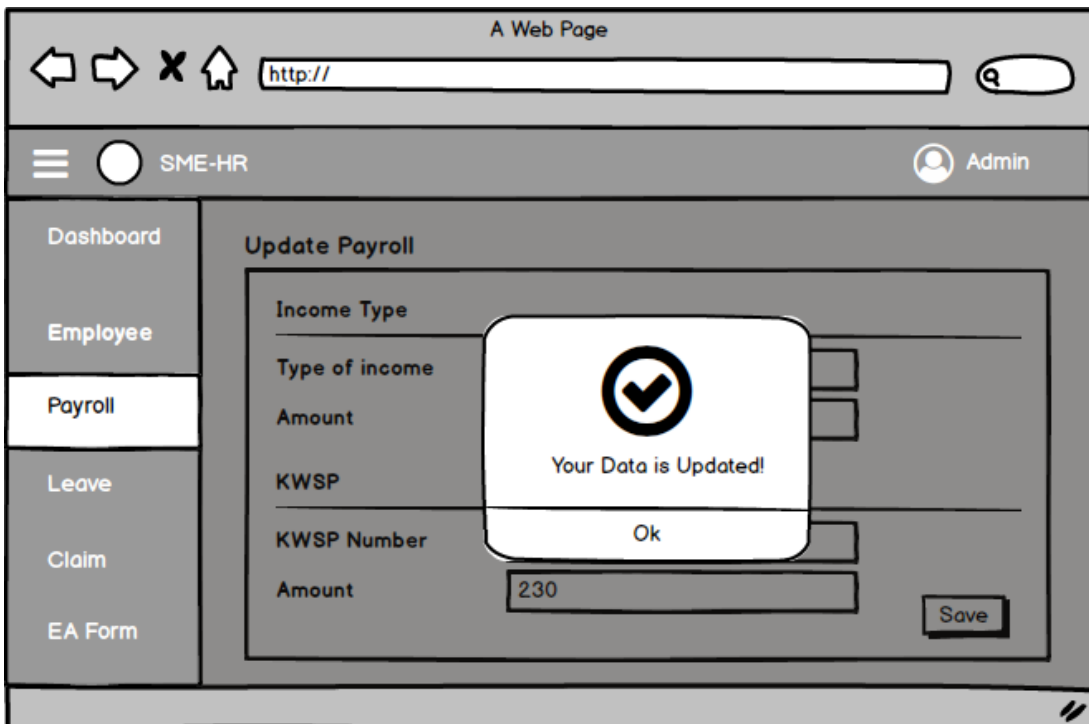 A Web Page
http://
SME-HR
Admin
Dashboard
Employee
Payroll
Leave
Claim
EA Form
Update Payroll
Income Type
Type of income
Amount
KWSP
KWSP Number
Amount
230
Save
Your Data is Updated!
Ok